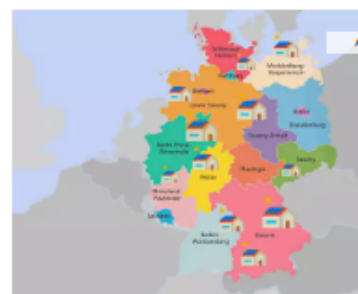 Schleswig-
Holstein
Hamburg
Mecklenburg-
Vorpommern
Bremen
Lower Saxony
Berlin
Brandenburg
Saxony-Anhalt
North Rhine-
Hesse
Thuringia
Saxony
Rhineland-
Palatinate
Saarland
Baden-
Württemberg
Bavaria